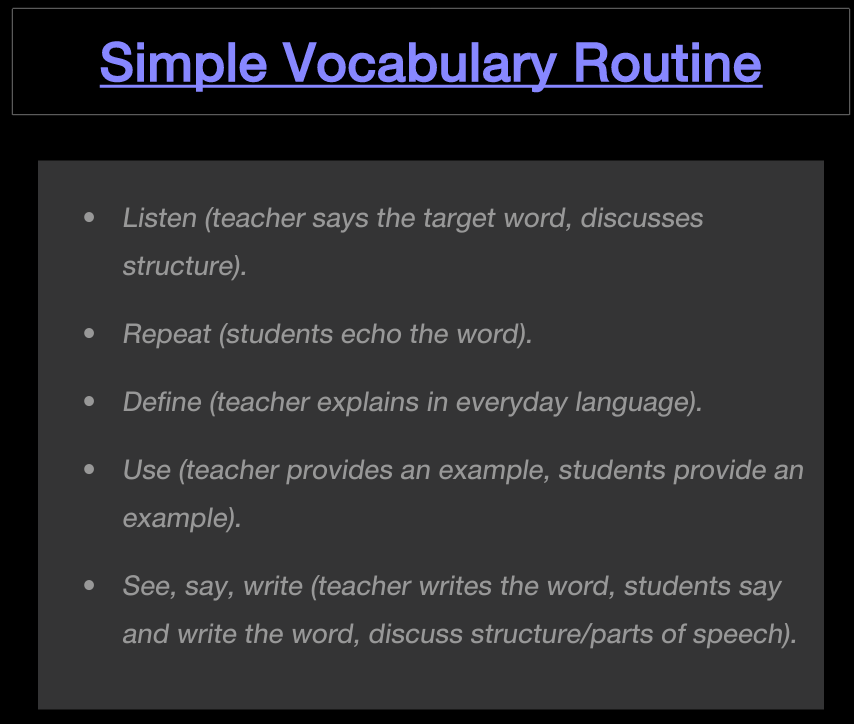 Simple Vocabulary Routine
• Listen (teacher says the target word, discusses
structure).
• Repeat (students echo the word).
• Define (teacher explains in everyday language).
• Use (teacher provides an example, students provide an
example).
• See, say, write (teacher writes the word, students say
and write the word, discuss structure/parts of speech).